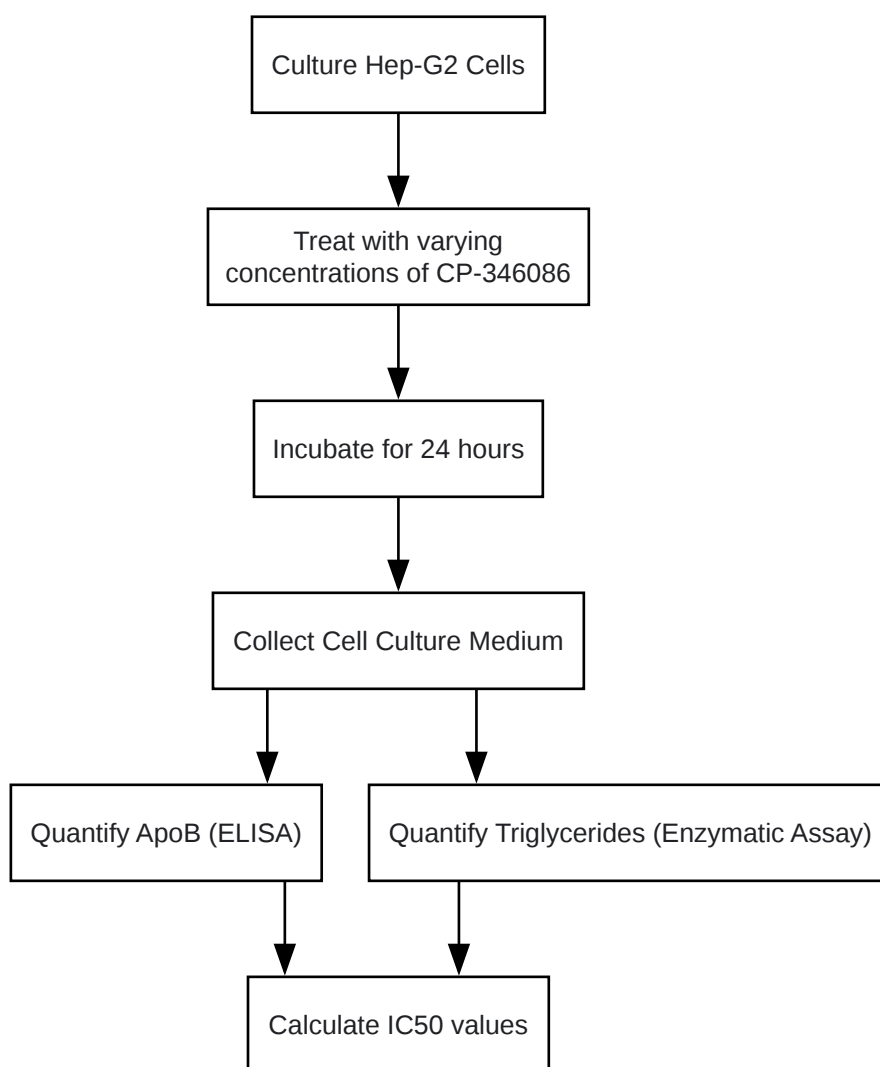 Culture Hep-G2 Cells
Treat with varying
concentrations of CP-346086
Incubate for 24 hours
Collect Cell Culture Medium
Quantify ApoB (ELISA)
Quantify Triglycerides (Enzymatic Assay)
Calculate IC50 values